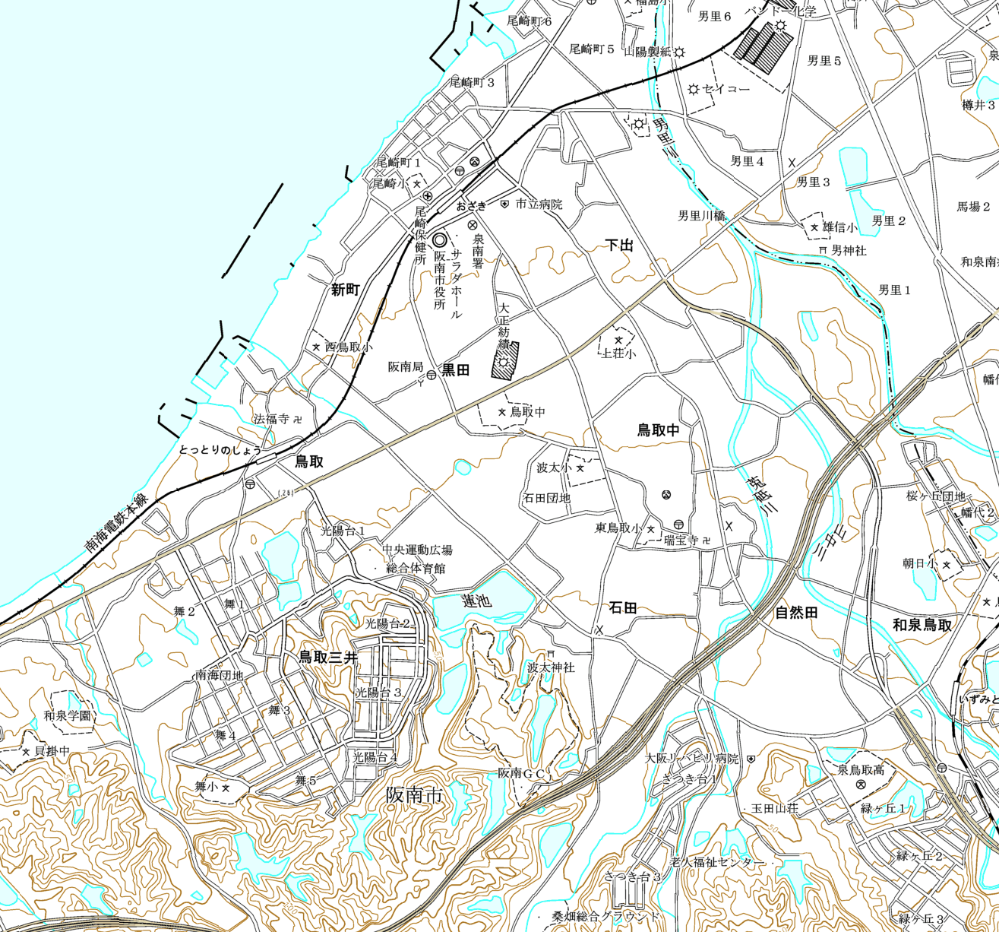 尾崎町6
福島小
男里6
バンドー化学
尾崎町5
山陽製紙
男里5
尾崎町3
セイコー
樽井3
男里川
尾崎町1
尾崎小
男里4
男里3
おざき
市立病院
馬場2
尾崎保健所
男里川橋
男里2
雄信小
泉南署
サラダホール
阪南市役所
下出
男神社
新町
男里1
大正紡績
西鳥取小
土荘小
阪南局
黒田
鳥取中
法福寺
鳥取中
とっとりのしょう
鳥取
波太小
(26)
石田団地
桜ヶ丘団地
幡代2
南海電鉄本線
光陽台1
東鳥取小
瑞宝寺
中央運動広場
総合体育館
朝日小
蓮池
舞1
舞2
石田
自然田
光陽台2
和泉鳥取
鳥取三井
50
南海団地
波太神社
光陽台3
舞3
和泉学園
舞4
貝掛中
光陽台4
大阪リハビリ病院
舞5
阪南GC
さつき台1
泉鳥取高
舞小
阪南市
玉田山荘
緑ヶ丘1
50
緑ヶ丘2
老人福祉センター
さつき台3
桑畑総合グラウンド
緑ヶ丘3